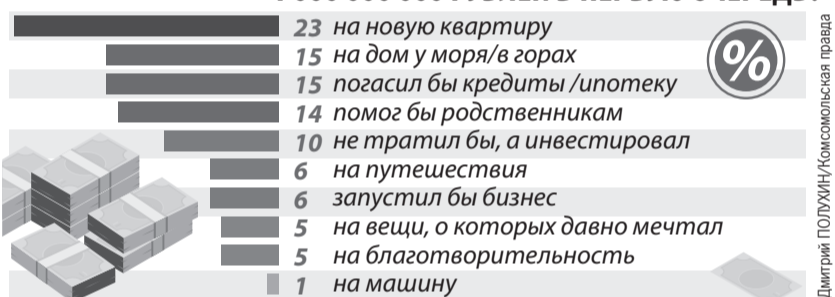 23 на новую квартиру
15 на дом у моря/в горах
15 погасил бы кредиты /ипотеку
14 помог бы родственникам
10 не тратил бы, а инвестировал
6 на путешествия
6 запустил бы бизнес
5 на вещи, о которых давно мечтал
5 на благотворительность
1 на машину
%
Дмитрий ПОЛУХИН/Комсомольская правда